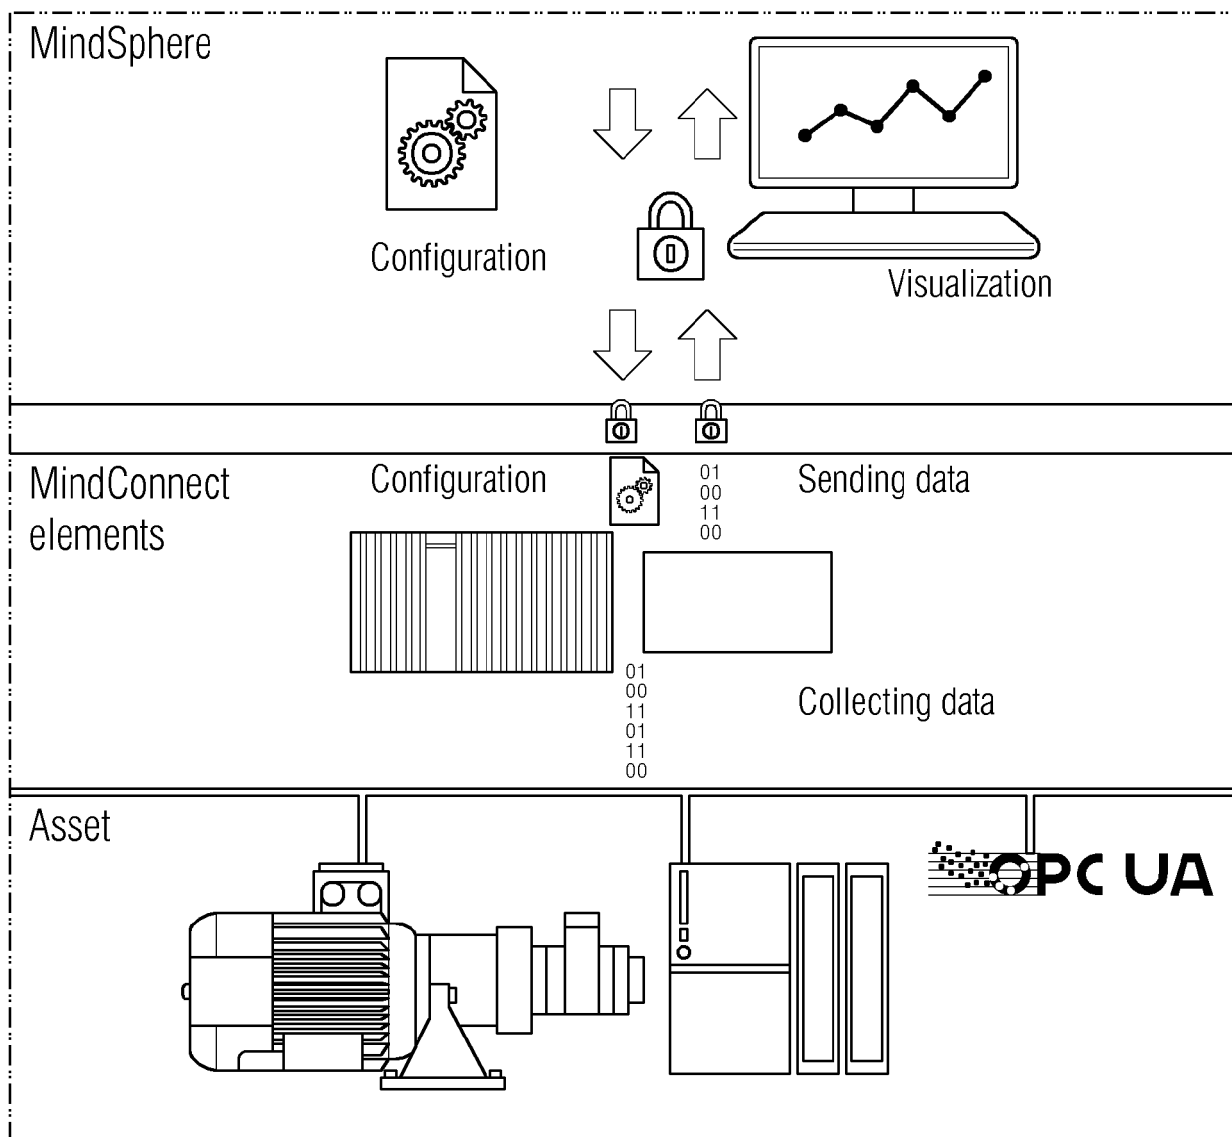 MindSphere
Configuration
Visualization
MindConnect
elements
Configuration
01
00
11
00
Sending data
01
00
11
01
11
00
Collecting data
Asset
OPC UA